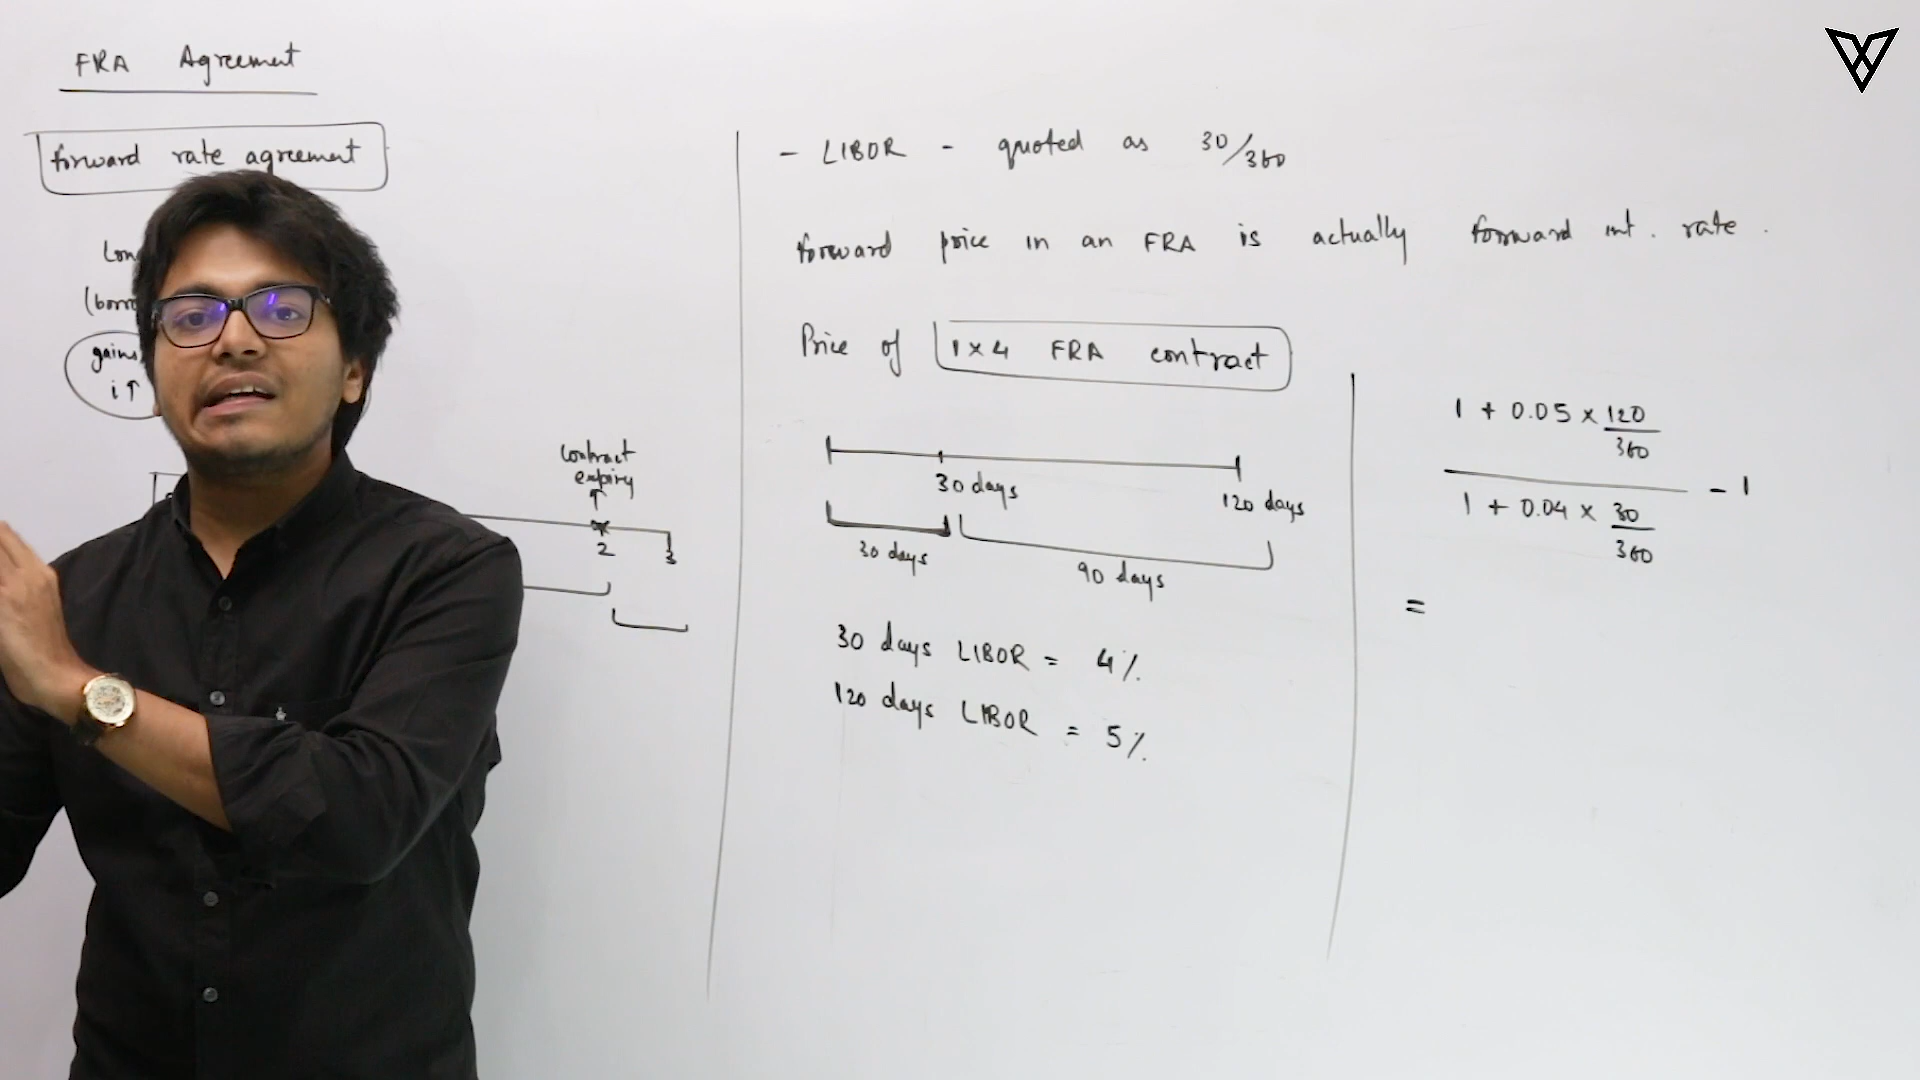 FRA Agreement
forward rate agreement
i↑
contract
expiry
2
3
- LIBOR - quoted as 30/360
forward price in an FRA is actually forward int. rate.
Price of 1×4 FRA contract
30 days
120 days
30 days
90 days
30 days LIBOR = 4%
120 days LIBOR = 5%
1 + 0.05 × 120/360
1 + 0.04 × 30/360
- 1
=